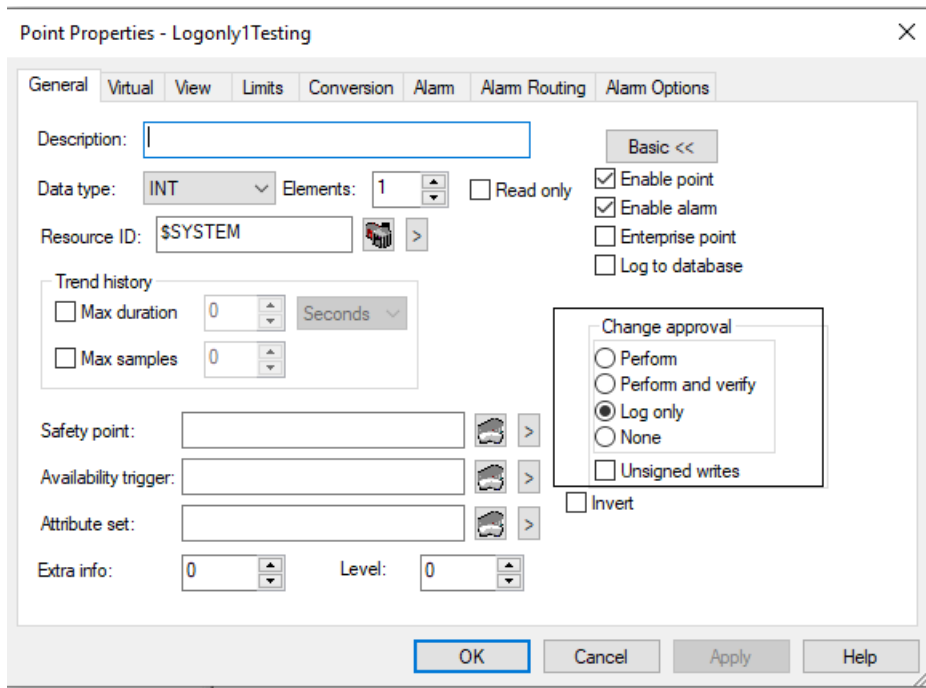 Point Properties - Logonly1Testing
General Virtual View Limits Conversion Alarm Alarm Routing Alarm Options
Description:
Basic <<
Data type: INT Elements: 1 Read only
Enable point
Enable alarm
Resource ID: $SYSTEM >
Enterprise point
Log to database
Trend history
Max duration 0 Seconds
Max samples 0
Change approval
Perform
Perform and verify
Log only
None
Unsigned writes
Safety point: >
Availability trigger: >
Invert
Attribute set: >
Extra info: 0 Level: 0
OK Cancel Apply Help